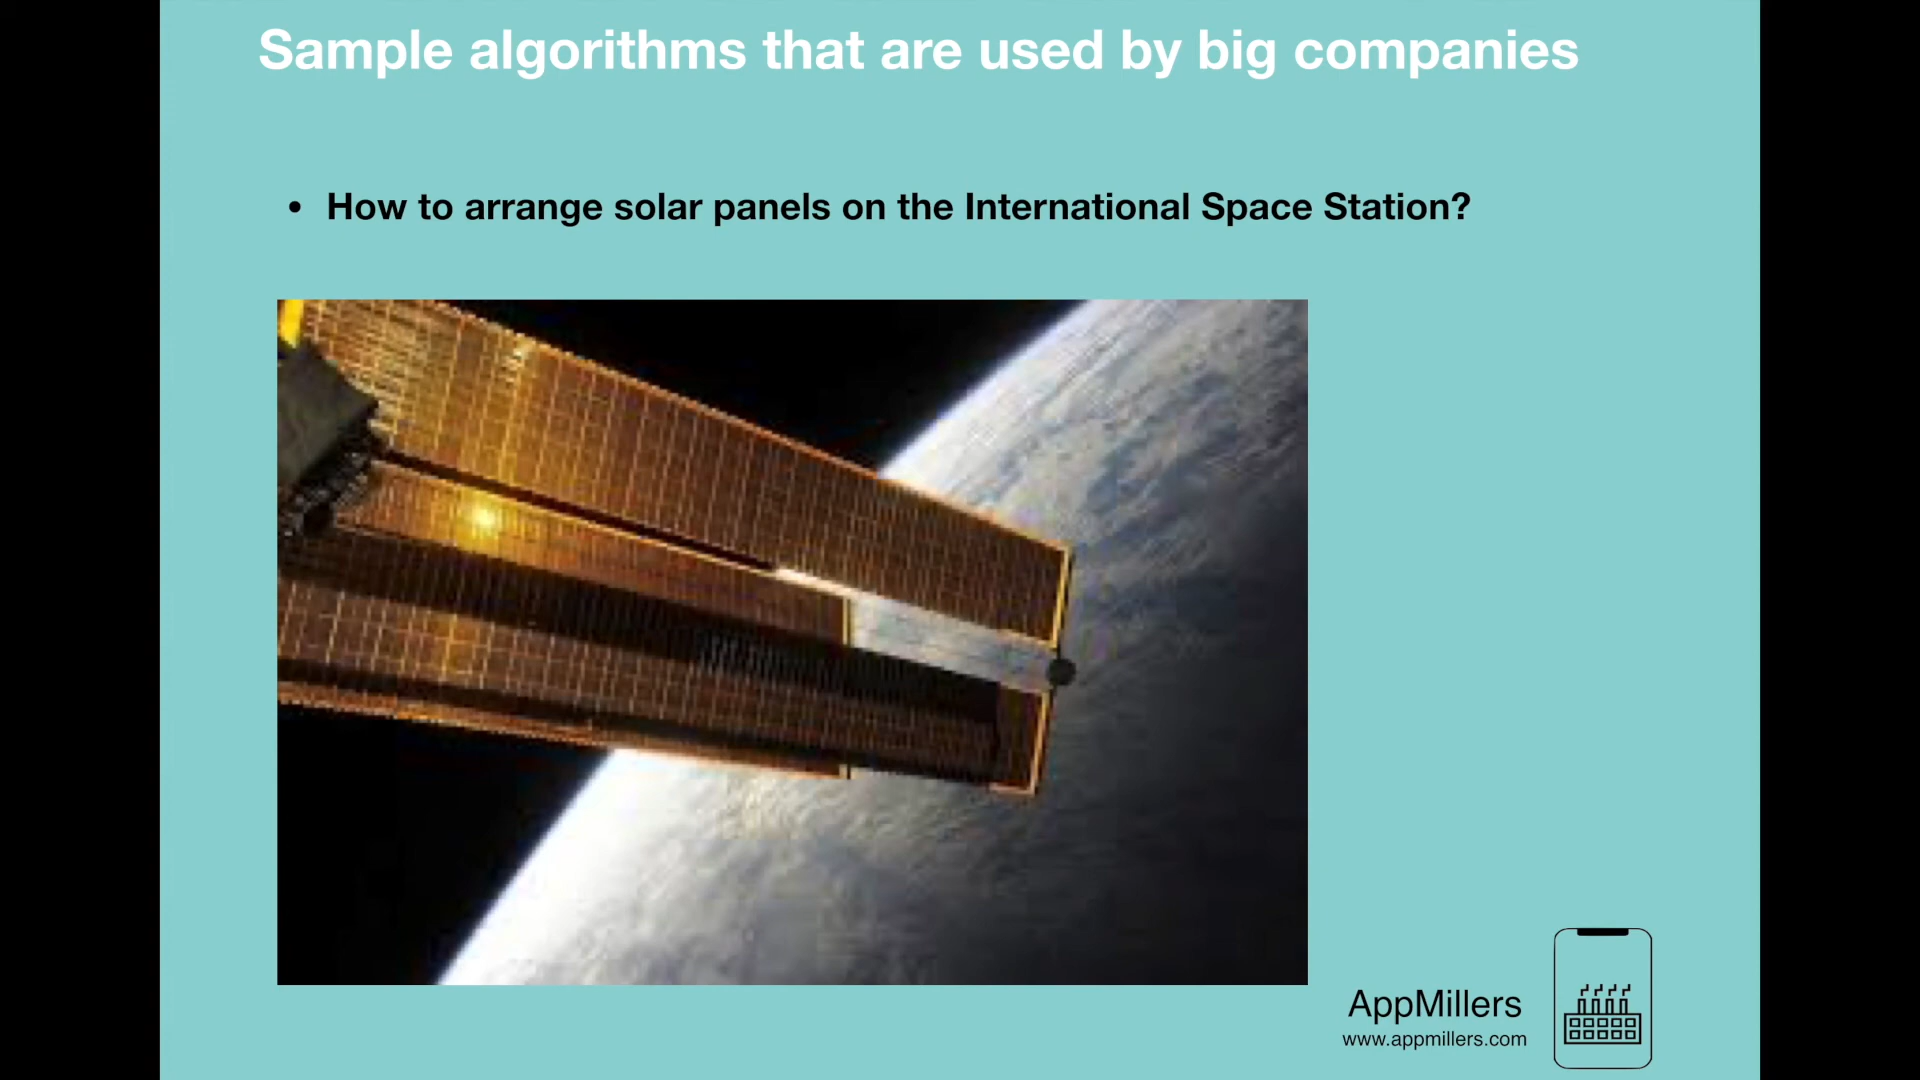 Sample algorithms that are used by big companies
• How to arrange solar panels on the International Space Station?
AppMillers
www.appmillers.com